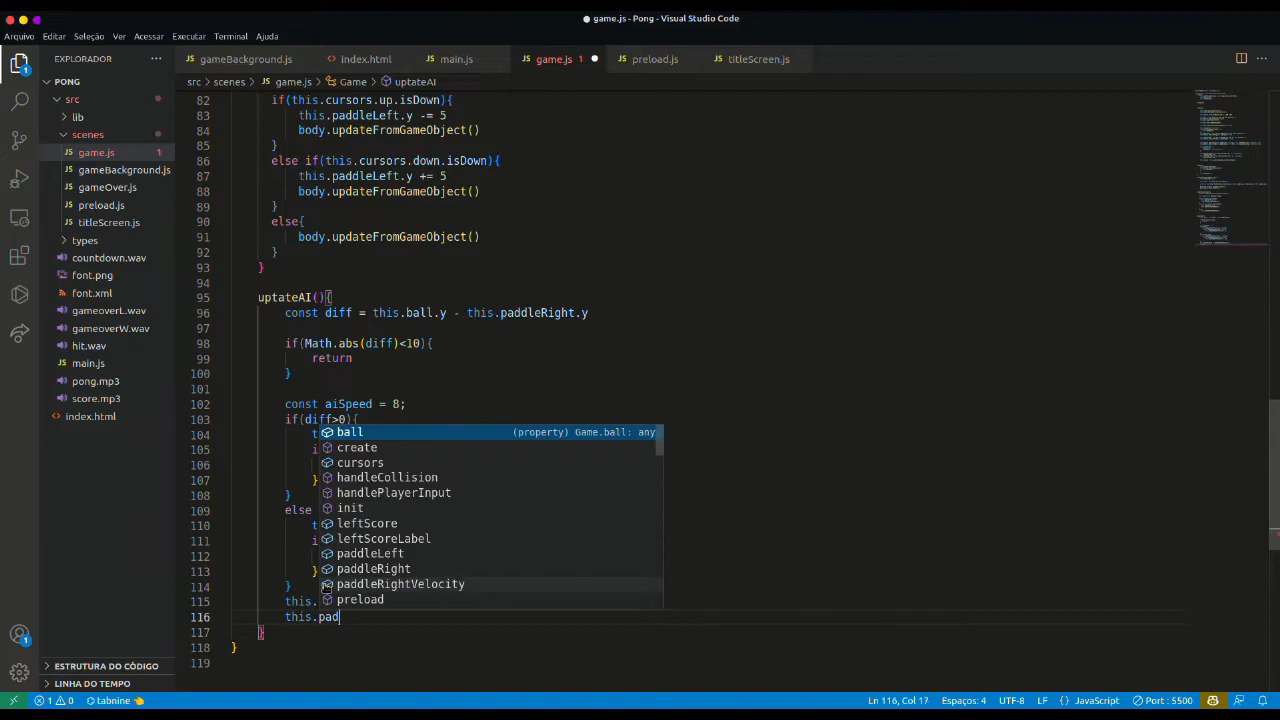 game.js - Pong - Visual Studio Code
Arquivo Editar Seleção Ver Acessar Executar Terminal Ajuda
EXPLORADOR
gameBackground.js
index.html
main.js
game.js 1
preload.js
titleScreen.js
PONG
src > scenes > game.js > Game > uptateAI
src
lib
scenes
game.js 1
gameBackground.js
gameOver.js
preload.js
titleScreen.js
types
countdown.wav
font.png
font.xml
gameoverL.wav
gameoverW.wav
hit.wav
main.js
pong.mp3
score.mp3
index.html
ESTRUTURA DO CÓDIGO
LINHA DO TEMPO
82 if(this.cursors.up.isDown){
83 this.paddleLeft.y -= 5
84 body.updateFromGameObject()
85 }
86 else if(this.cursors.down.isDown){
87 this.paddleLeft.y += 5
88 body.updateFromGameObject()
89 }
90 else{
91 body.updateFromGameObject()
92 }
93 }
94
95 uptateAI(){
96 const diff = this.ball.y - this.paddleRight.y
97
98 if(Math.abs(diff)<10){
99 return
100 }
101
102 const aiSpeed = 8;
103 if(diff>0){
104 t
105 i
106
107 }
108 }
109 else
110 t
111 i
112
113 }
114 }
115 this.
116 this.pad
117 }
118 }
119
ball (property) Game.ball: any
create
cursors
handleCollision
handlePlayerInput
init
leftScore
leftScoreLabel
paddleLeft
paddleRight
paddleRightVelocity
preload
1 0 tabnine Ln 116, Col 17 Espaços: 4 UTF-8 LF { } JavaScript Port : 5500